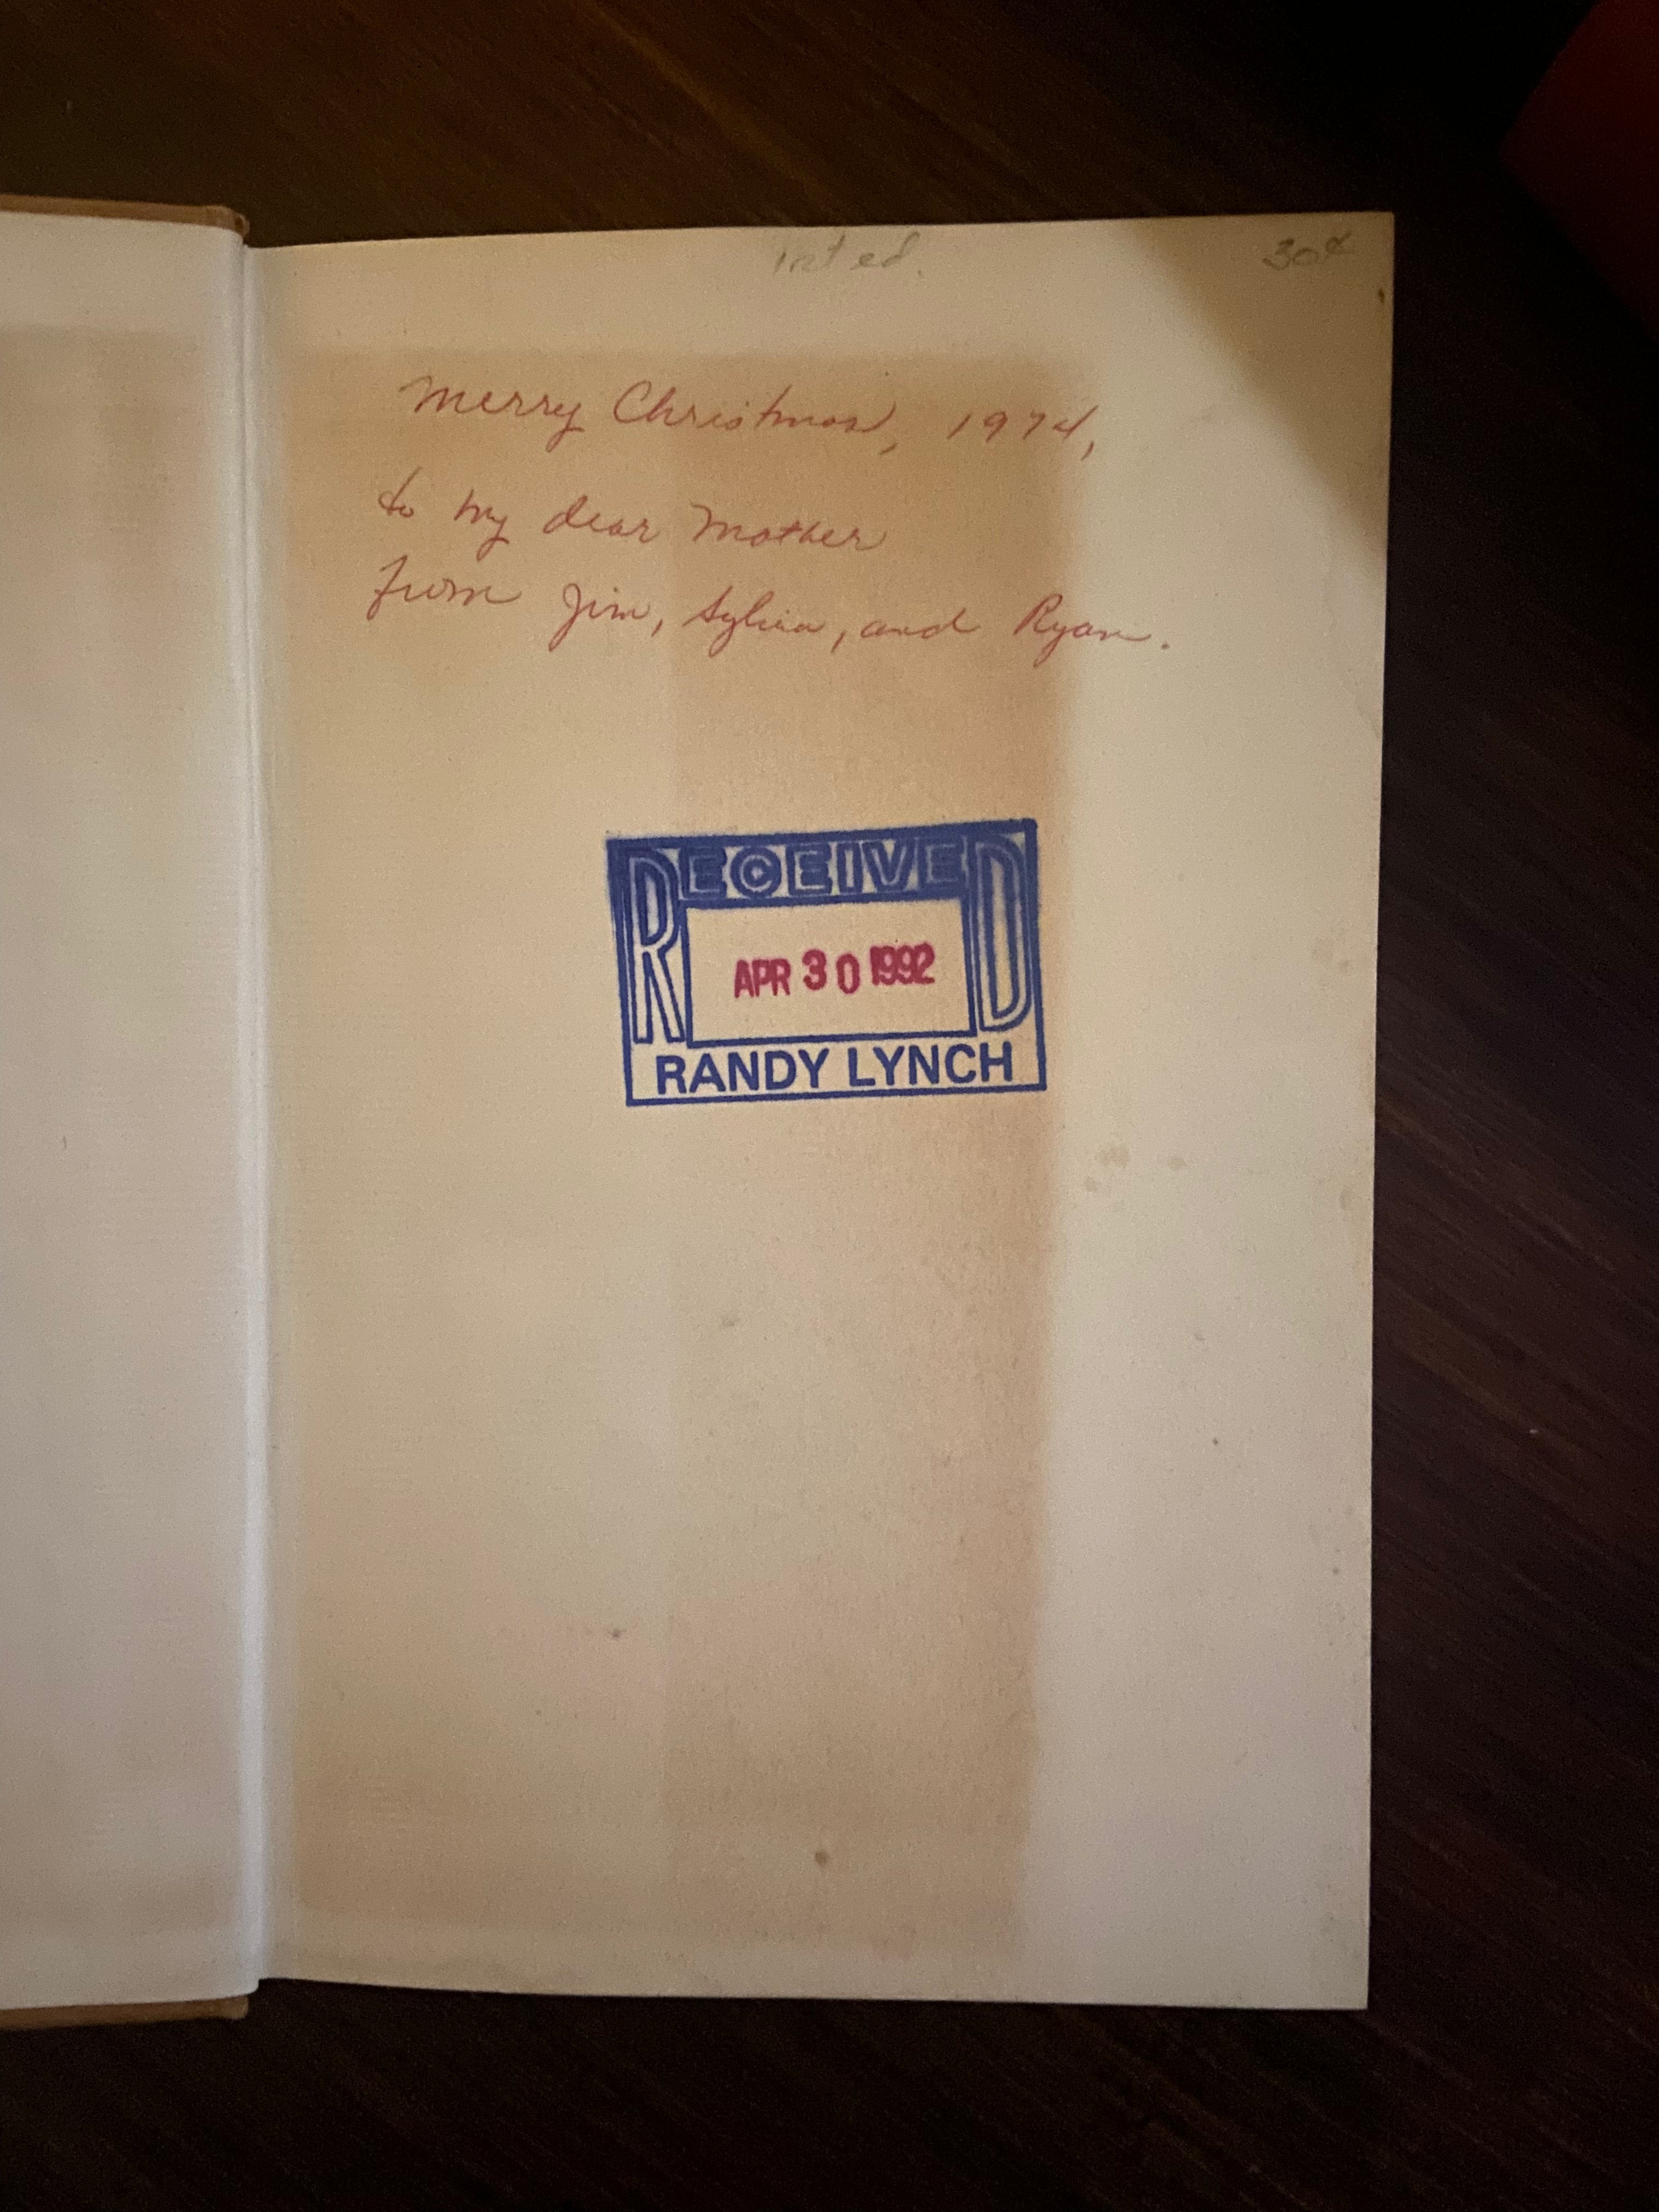 1st ed.
30¢
Merry Christmas, 1974,
to my dear Mother
from Jim, Sylvia, and Ryan.
RECEIVED
APR 30 1992
RANDY LYNCH